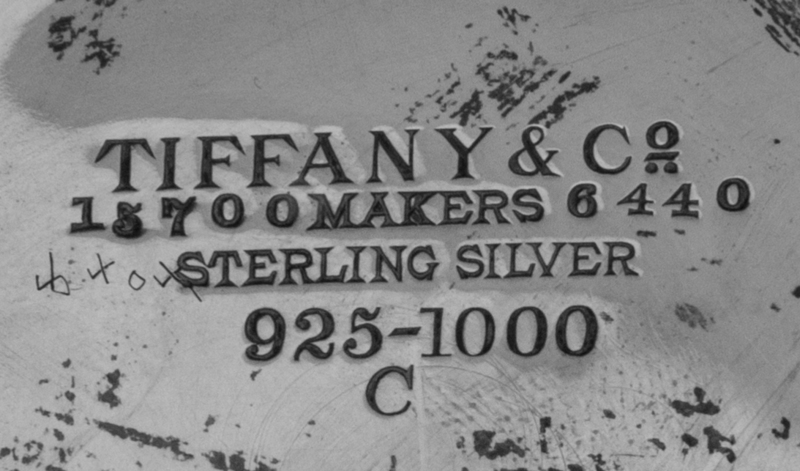 TIFFANY & Cº
15700 MAKERS 6440
STERLING SILVER
925-1000
C